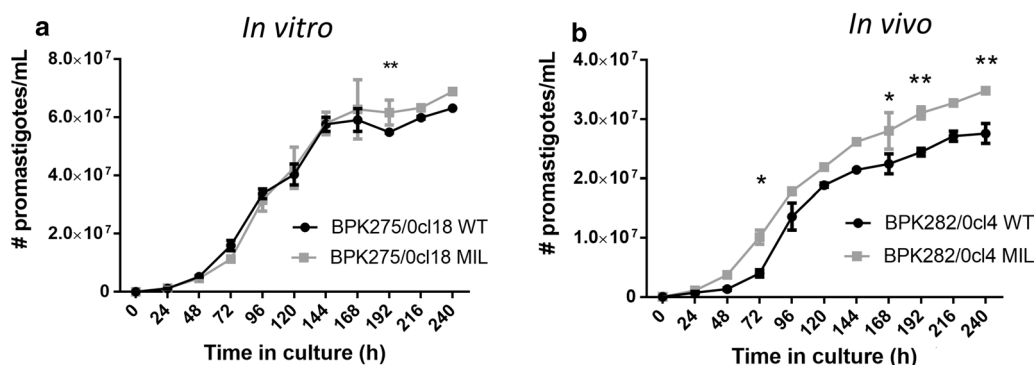 a
In vitro
# promastigotes/mL
8.0×10⁷
6.0×10⁷
4.0×10⁷
2.0×10⁷
0
**
BPK275/0cl18 WT
BPK275/0cl18 MIL
0 24 48 72 96 120 144 168 192 216 240
Time in culture (h)
b
In vivo
# promastigotes/mL
4.0×10⁷
3.0×10⁷
2.0×10⁷
1.0×10⁷
0
* * ** **
BPK282/0cl4 WT
BPK282/0cl4 MIL
0 24 48 72 96 120 144 168 192 216 240
Time in culture (h)